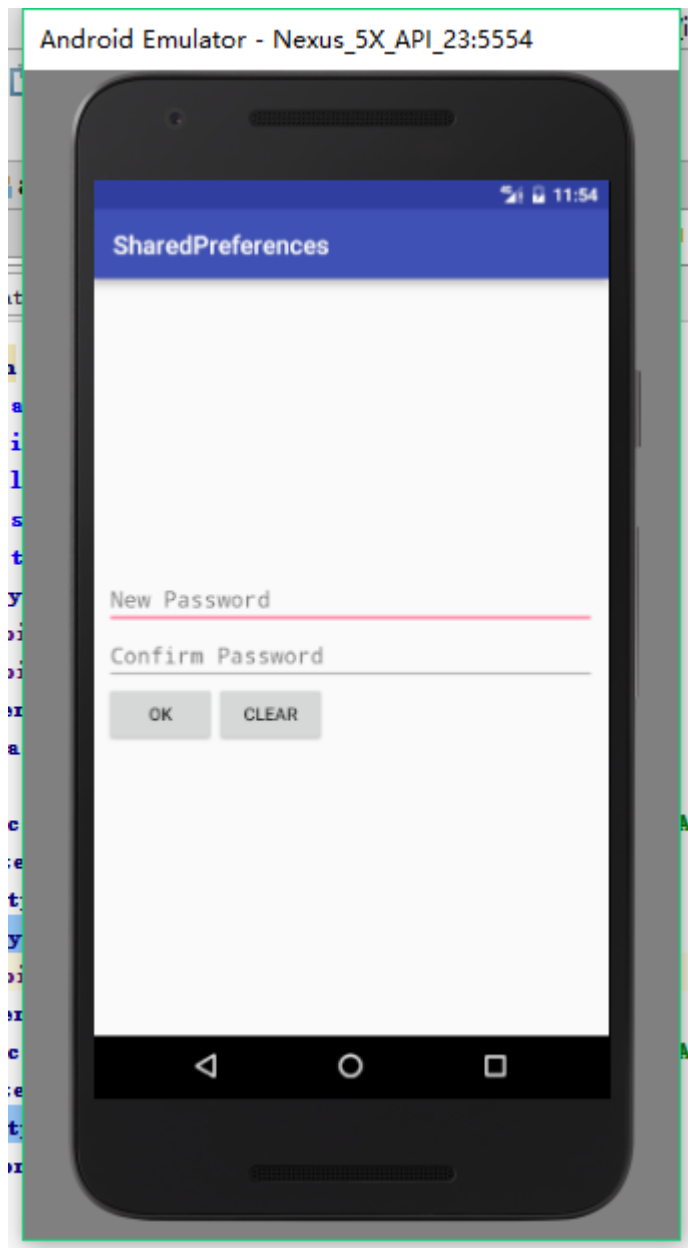 Android Emulator - Nexus_5X_API_23:5554
11:54
SharedPreferences
New Password
Confirm Password
OK
CLEAR